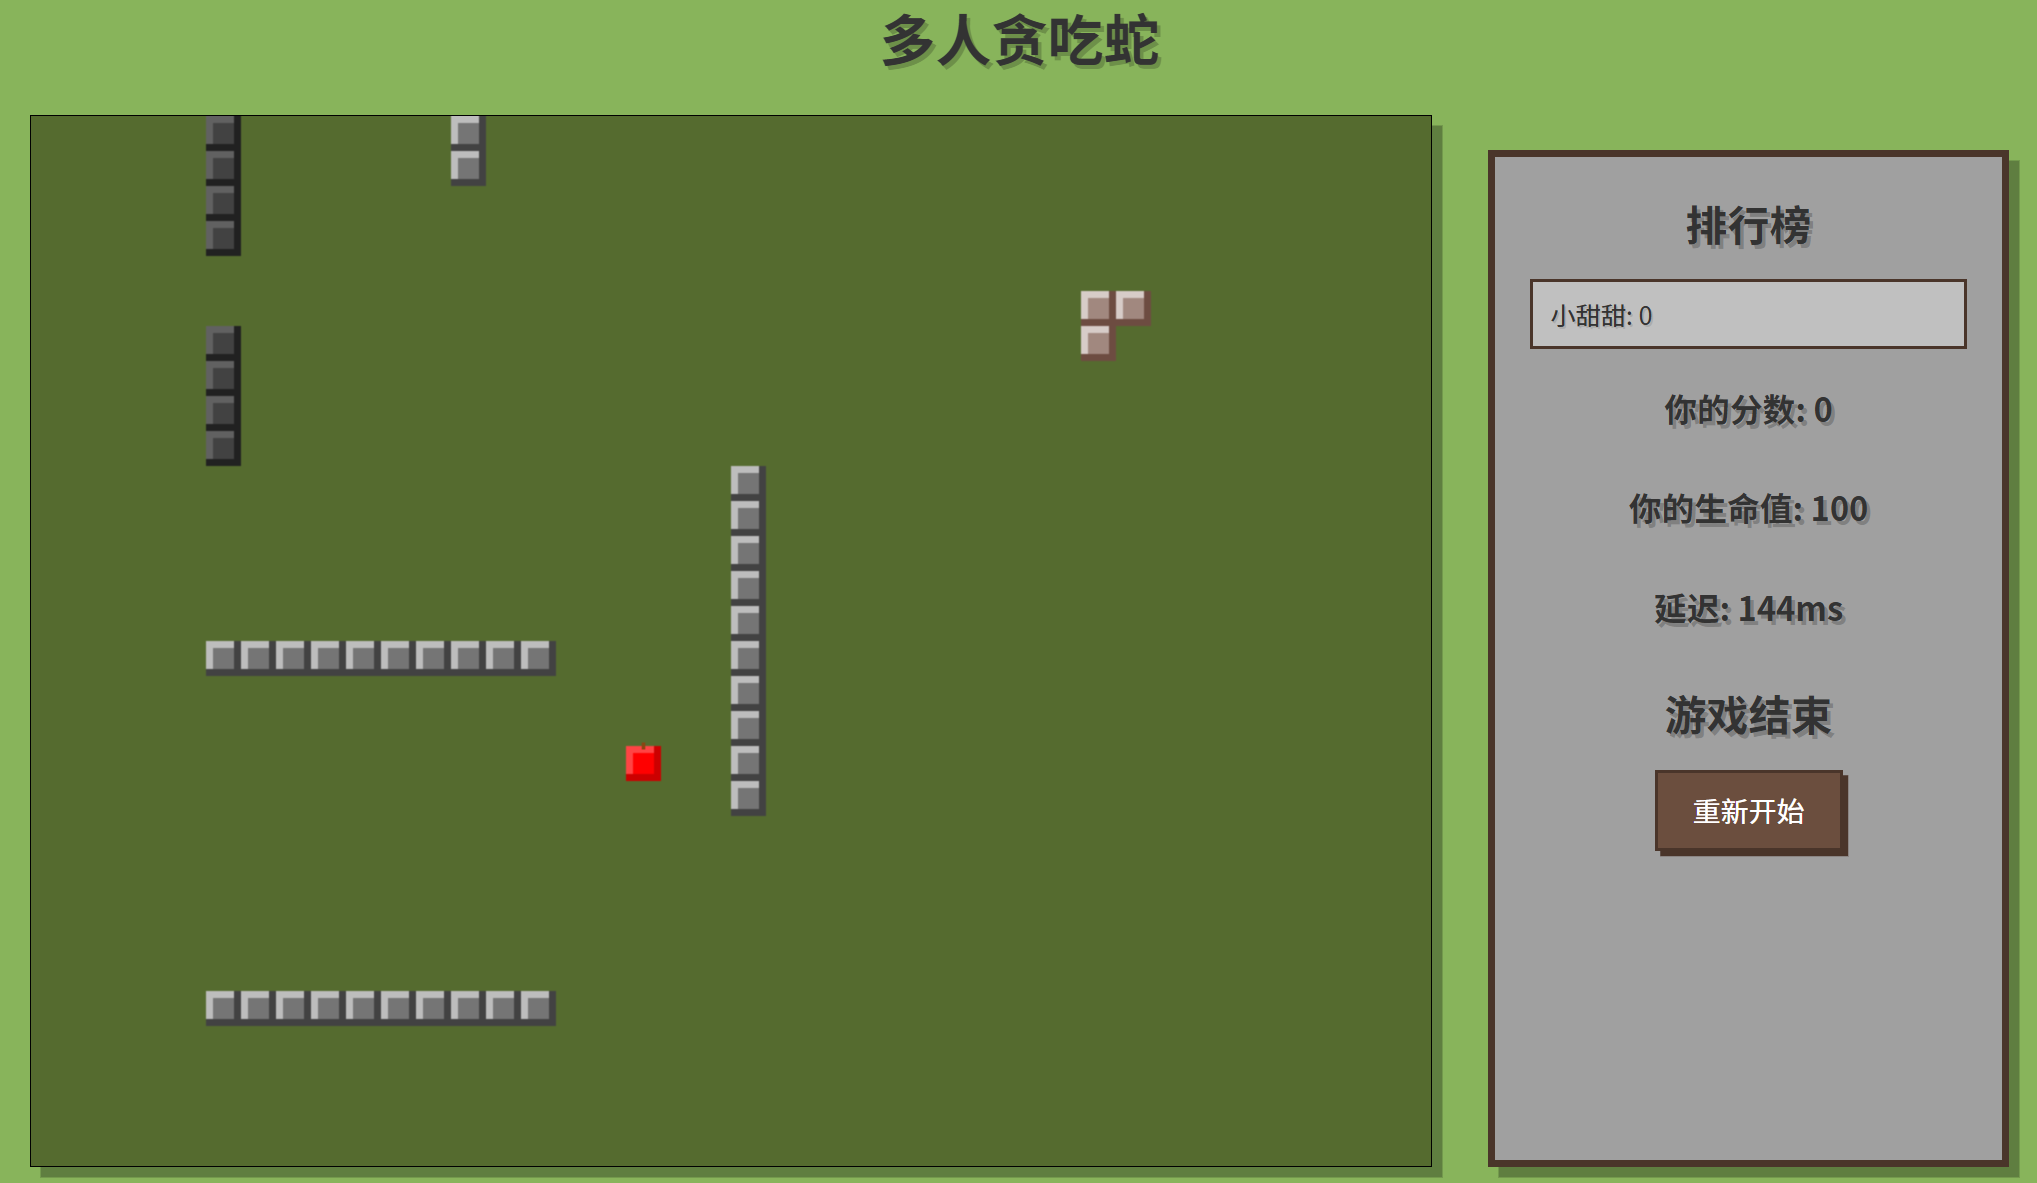 多人贪吃蛇
排行榜
小甜甜: 0
你的分数: 0
你的生命值: 100
延迟: 144ms
游戏结束
重新开始